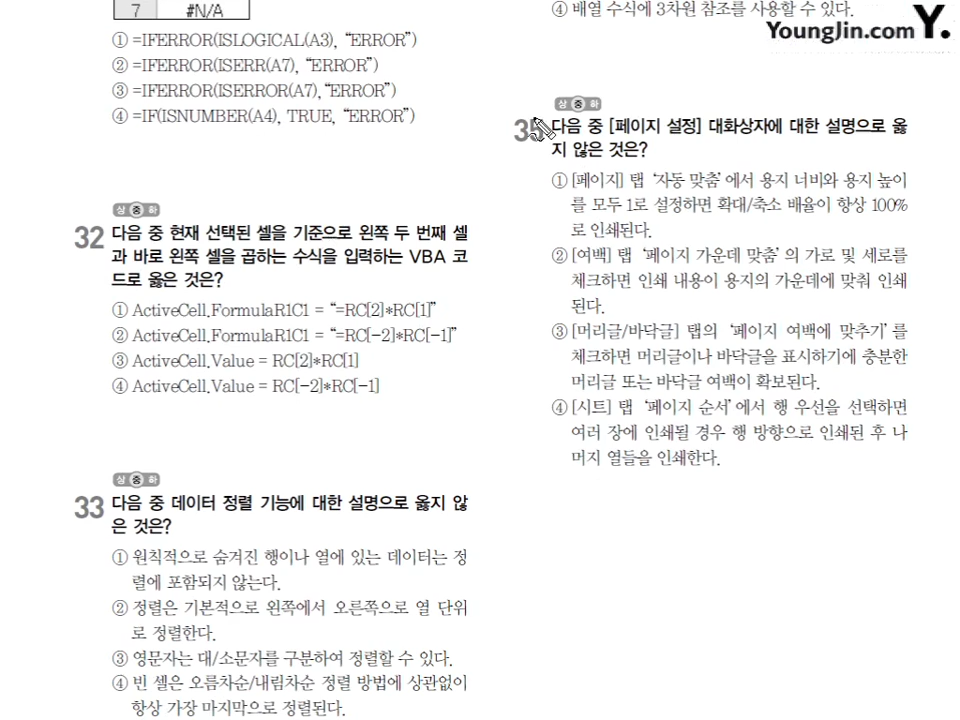 7 #N/A
① =IFERROR(ISLOGICAL(A3), “ERROR”)
② =IFERROR(ISERR(A7), “ERROR”)
③ =IFERROR(ISERROR(A7), “ERROR”)
④ =IF(ISNUMBER(A4), TRUE, “ERROR”)
상 중 하
32 다음 중 현재 선택된 셀을 기준으로 왼쪽 두 번째 셀
과 바로 왼쪽 셀을 곱하는 수식을 입력하는 VBA 코
드로 옳은 것은?
① ActiveCell.FormulaR1C1 = “=RC[2]*RC[1]”
② ActiveCell.FormulaR1C1 = “=RC[-2]*RC[-1]”
③ ActiveCell.Value = RC[2]*RC[1]
④ ActiveCell.Value = RC[-2]*RC[-1]
상 중 하
33 다음 중 데이터 정렬 기능에 대한 설명으로 옳지 않
은 것은?
① 원칙적으로 숨겨진 행이나 열에 있는 데이터는 정
렬에 포함되지 않는다.
② 정렬은 기본적으로 왼쪽에서 오른쪽으로 열 단위
로 정렬한다.
③ 영문자는 대/소문자를 구분하여 정렬할 수 있다.
④ 빈 셀은 오름차순/내림차순 정렬 방법에 상관없이
항상 가장 마지막으로 정렬된다.
④ 배열 수식에 3차원 참조를 사용할 수 있다.
YoungJin.com Y.
상 중 하
35 다음 중 [페이지 설정] 대화상자에 대한 설명으로 옳
지 않은 것은?
① [페이지] 탭 ‘자동 맞춤’에서 용지 너비와 용지 높이
를 모두 1로 설정하면 확대/축소 배율이 항상 100%
로 인쇄된다.
② [여백] 탭 ‘페이지 가운데 맞춤’의 가로 및 세로를
체크하면 인쇄 내용이 용지의 가운데에 맞춰 인쇄
된다.
③ [머리글/바닥글] 탭의 ‘페이지 여백에 맞추기’를
체크하면 머리글이나 바닥글을 표시하기에 충분한
머리글 또는 바닥글 여백이 확보된다.
④ [시트] 탭 ‘페이지 순서’에서 행 우선을 선택하면
여러 장에 인쇄될 경우 행 방향으로 인쇄된 후 나
머지 열들을 인쇄한다.